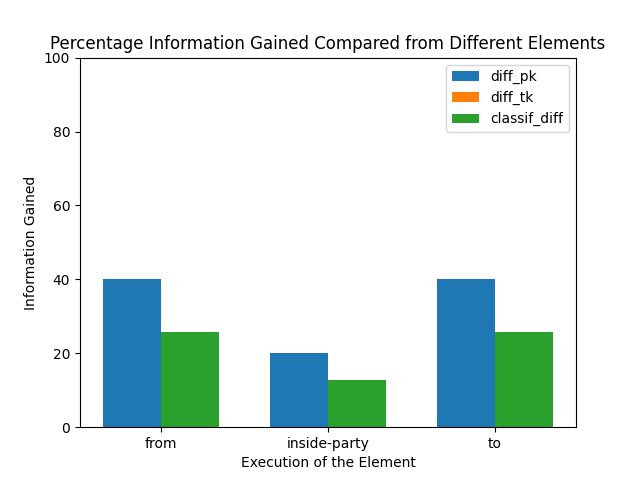 Percentage Information Gained Compared from Different Elements
100
80
60
40
20
0
Information Gained
diff_pk
diff_tk
classif_diff
from
inside-party
to
Execution of the Element